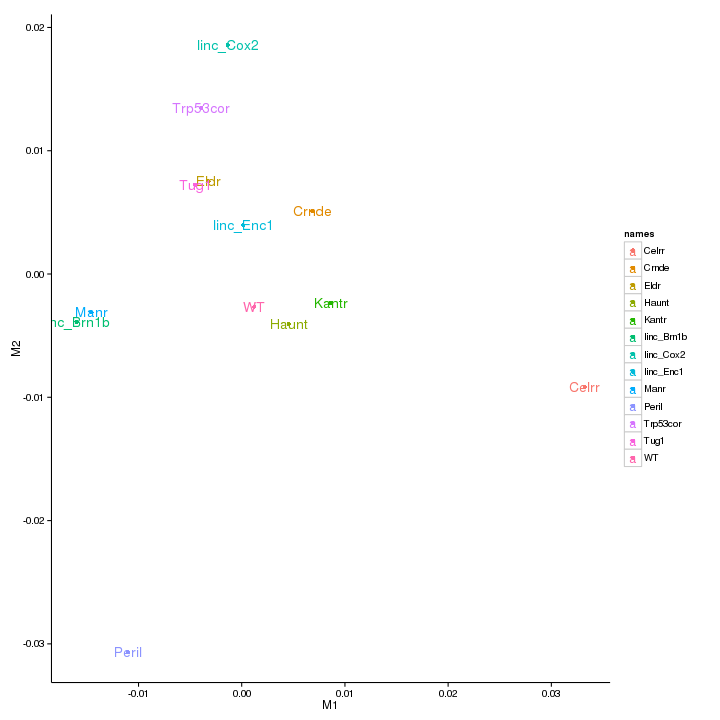 0.02
linc_Cox2
Trp53cor
0.01
Eldr
Tug1
Crnde
linc_Enc1
0.00
Kantr
WT
Manr
nc_Brn1b
Haunt
M2
-0.01
Celrr
-0.02
-0.03
Peril
-0.01
0.00
0.01
0.02
0.03
M1
names
a Celrr
a Crnde
a Eldr
a Haunt
a Kantr
a linc_Brn1b
a linc_Cox2
a linc_Enc1
a Manr
a Peril
a Trp53cor
a Tug1
a WT